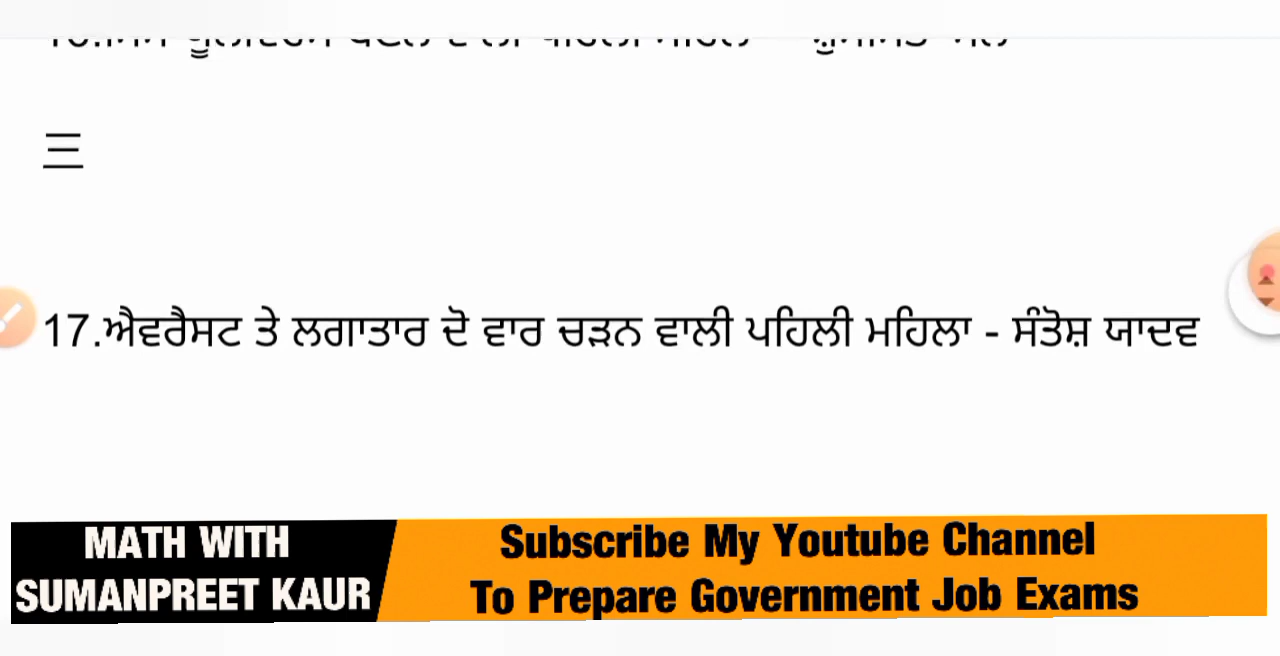 17.ਐਵਰੈਸਟ ਤੇ ਲਗਾਤਾਰ ਦੋ ਵਾਰ ਚੜਨ ਵਾਲੀ ਪਹਿਲੀ ਮਹਿਲਾ - ਸੰਤੋਸ਼ ਯਾਦਵ
MATH WITH
SUMANPREET KAUR
Subscribe My Youtube Channel
To Prepare Government Job Exams